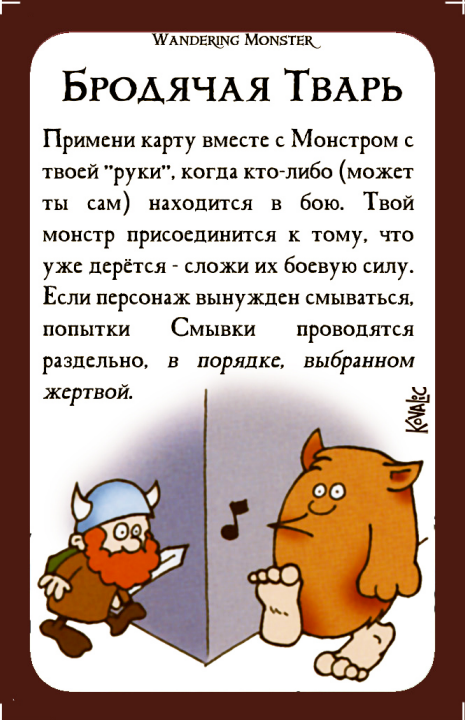 Wandering Monster
Бродячая Тварь
Примени карту вместе с Монстром с
твоей "руки", когда кто-либо (может
ты сам) находится в бою. Твой
монстр присоединится к тому, что
уже дерётся - сложи их боевую силу.
Если персонаж вынужден смываться,
попытки Смывки проводятся
раздельно, в порядке, выбранном
жертвой.
Kovalic